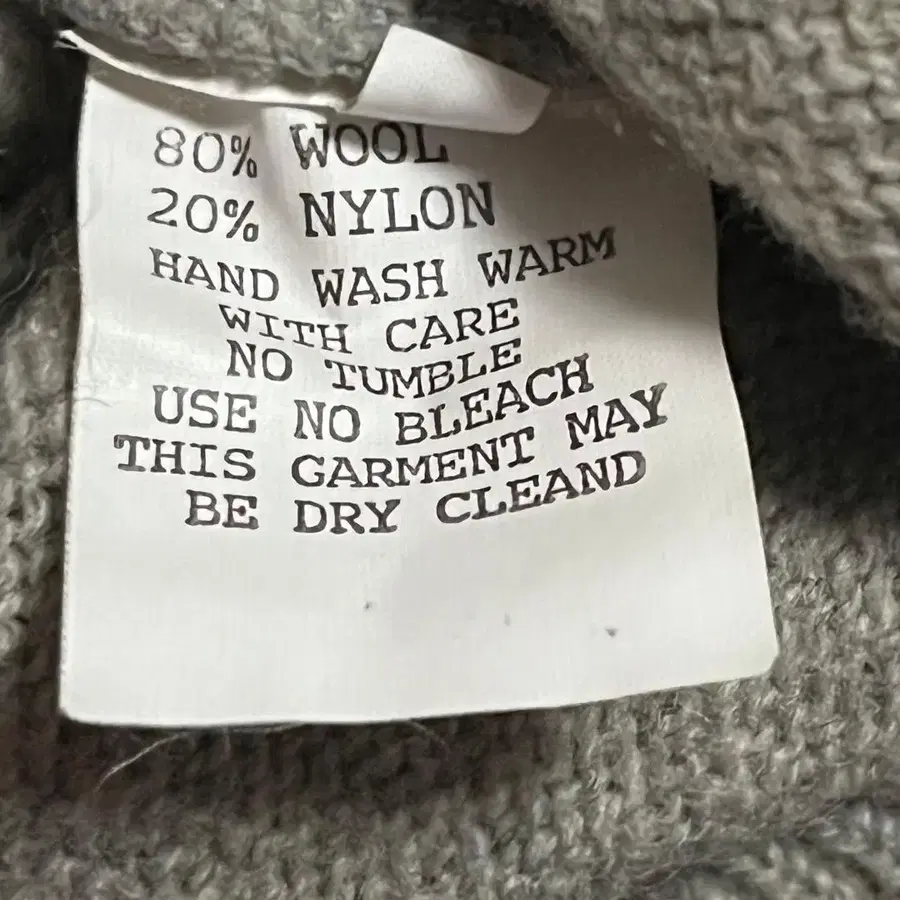 80% WOOL
20% NYLON
HAND WASH WARM
WITH CARE
NO TUMBLE
USE NO BLEACH
THIS GARMENT MAY
BE DRY CLEAND